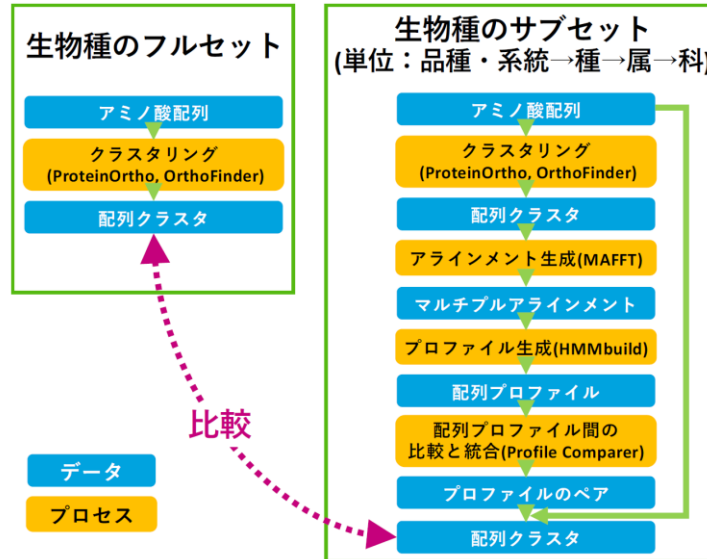 生物種のフルセット
アミノ酸配列
クラスタリング
(ProteinOrtho, OrthoFinder)
配列クラスタ
生物種のサブセット
(単位：品種・系統→種→属→科)
アミノ酸配列
クラスタリング
(ProteinOrtho, OrthoFinder)
配列クラスタ
アラインメント生成(MAFFT)
マルチプルアラインメント
プロファイル生成(HMMbuild)
配列プロファイル
配列プロファイル間の
比較と統合(Profile Comparer)
プロファイルのペア
配列クラスタ
比較
データ
プロセス